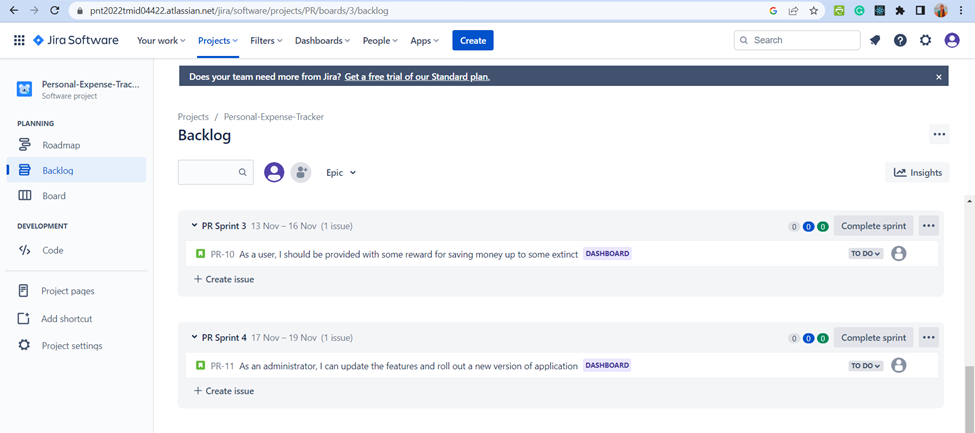 pnt2022tmid04422.atlassian.net/jira/software/projects/PR/boards/3/backlog
Jira Software
Your work
Projects
Filters
Dashboards
People
Apps
Create
Search
Personal-Expense-Trac...
Software project
PLANNING
Roadmap
Backlog
Board
DEVELOPMENT
Code
Project pages
Add shortcut
Project settings
Does your team need more from Jira? Get a free trial of our Standard plan.
Projects / Personal-Expense-Tracker
Backlog
Epic
Insights
PR Sprint 3 13 Nov – 16 Nov (1 issue) 0 0 0 Complete sprint
PR-10 As a user, I should be provided with some reward for saving money up to some extinct DASHBOARD TO DO
+ Create issue
PR Sprint 4 17 Nov – 19 Nov (1 issue) 0 0 0 Complete sprint
PR-11 As an administrator, I can update the features and roll out a new version of application DASHBOARD TO DO
+ Create issue